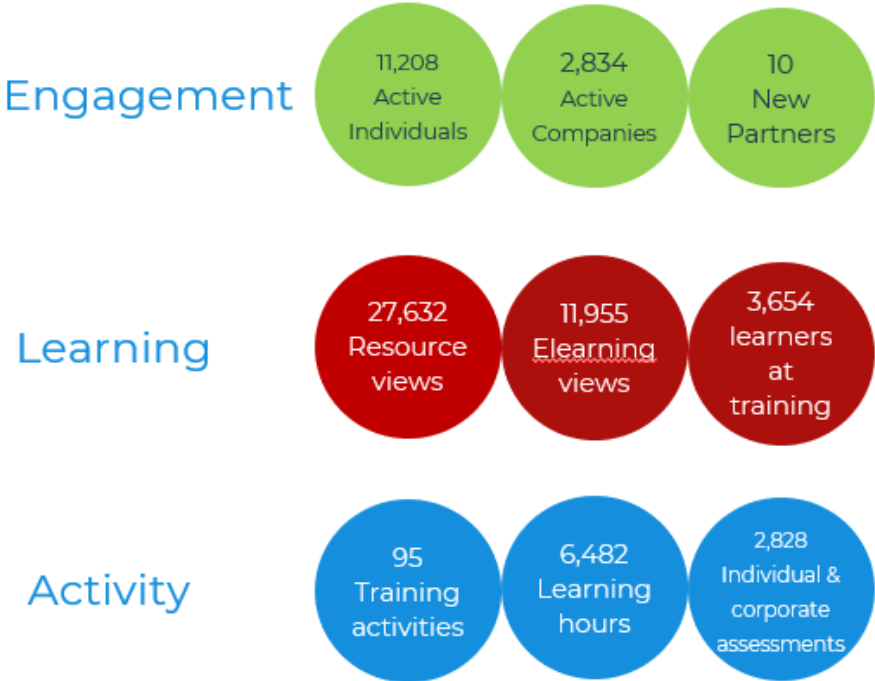 Engagement
11,208
Active
Individuals
2,834
Active
Companies
10
New
Partners
Learning
27,632
Resource
views
11,955
Elearning
views
3,654
learners
at
training
Activity
95
Training
activities
6,482
Learning
hours
2,828
Individual &
corporate
assessments